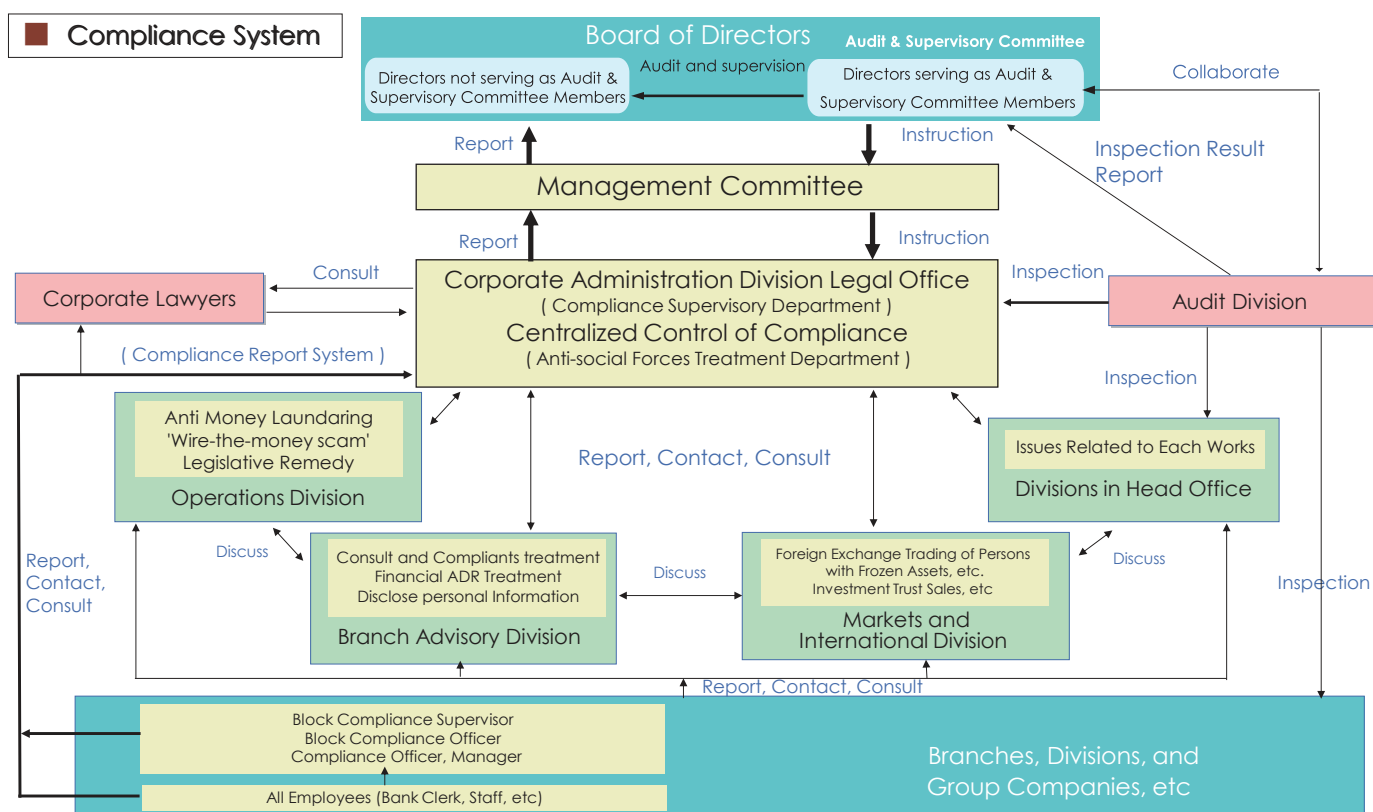 Compliance System
Board of Directors
Audit & Supervisory Committee
Audit and supervision
Directors not serving as Audit &
Supervisory Committee Members
Directors serving as Audit &
Supervisory Committee Members
Collaborate
Report
Instruction
Inspection Result
Report
Management Committee
Report
Instruction
Consult
Corporate Lawyers
Corporate Administration Division Legal Office
( Compliance Supervisory Department )
Centralized Control of Compliance
( Anti-social Forces Treatment Department )
Inspection
Audit Division
( Compliance Report System )
Inspection
Anti Money Laundaring
'Wire-the-money scam'
Legislative Remedy
Operations Division
Report, Contact, Consult
Issues Related to Each Works
Divisions in Head Office
Report,
Contact,
Consult
Discuss
Consult and Compliants treatment
Financial ADR Treatment
Disclose personal Information
Branch Advisory Division
Discuss
Foreign Exchange Trading of Persons
with Frozen Assets, etc.
Investment Trust Sales, etc
Markets and
International Division
Discuss
Inspection
Report, Contact, Consult
Block Compliance Supervisor
Block Compliance Officer
Compliance Officer, Manager
All Employees (Bank Clerk, Staff, etc)
Branches, Divisions, and
Group Companies, etc